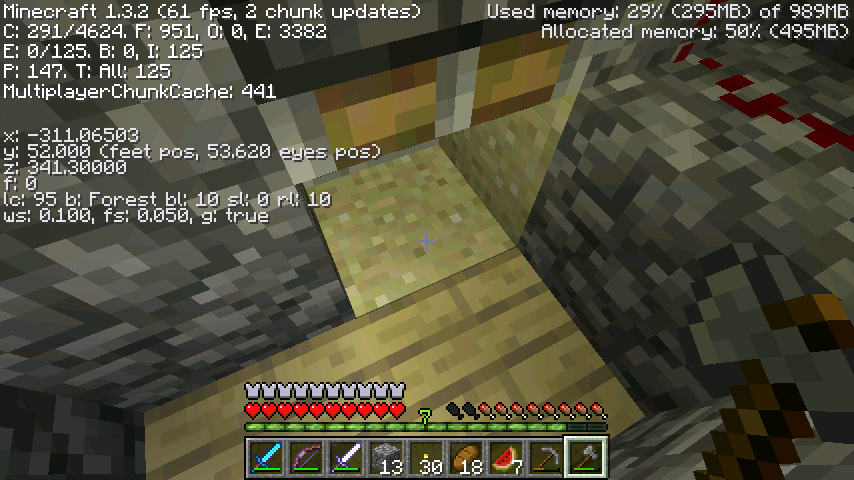 Minecraft 1.3.2 (61 fps, 2 chunk updates)
C: 291/4624. F: 951, O: 0, E: 3382
E: 0/125. B: 0, I: 125
P: 147. T: All: 125
MultiplayerChunkCache: 441
Used memory: 29% (295MB) of 989MB
Allocated memory: 50% (495MB)
x: -311.06503
y: 52.000 (feet pos, 53.620 eyes pos)
z: 341.30000
f: 0
lc: 95 b: Forest bl: 10 sl: 0 rl: 10
ws: 0.100, fs: 0.050, g: true
7
13
30
18
7